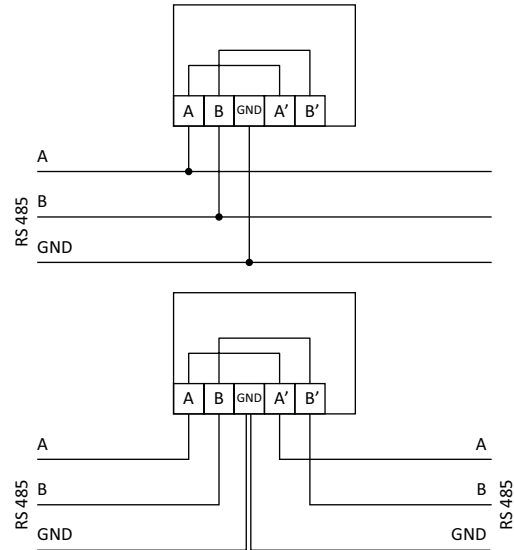 A B GND A’ B’
A
B
GND
RS 485
A B GND A’ B’
A A
B B
GND GND
RS 485 RS 485